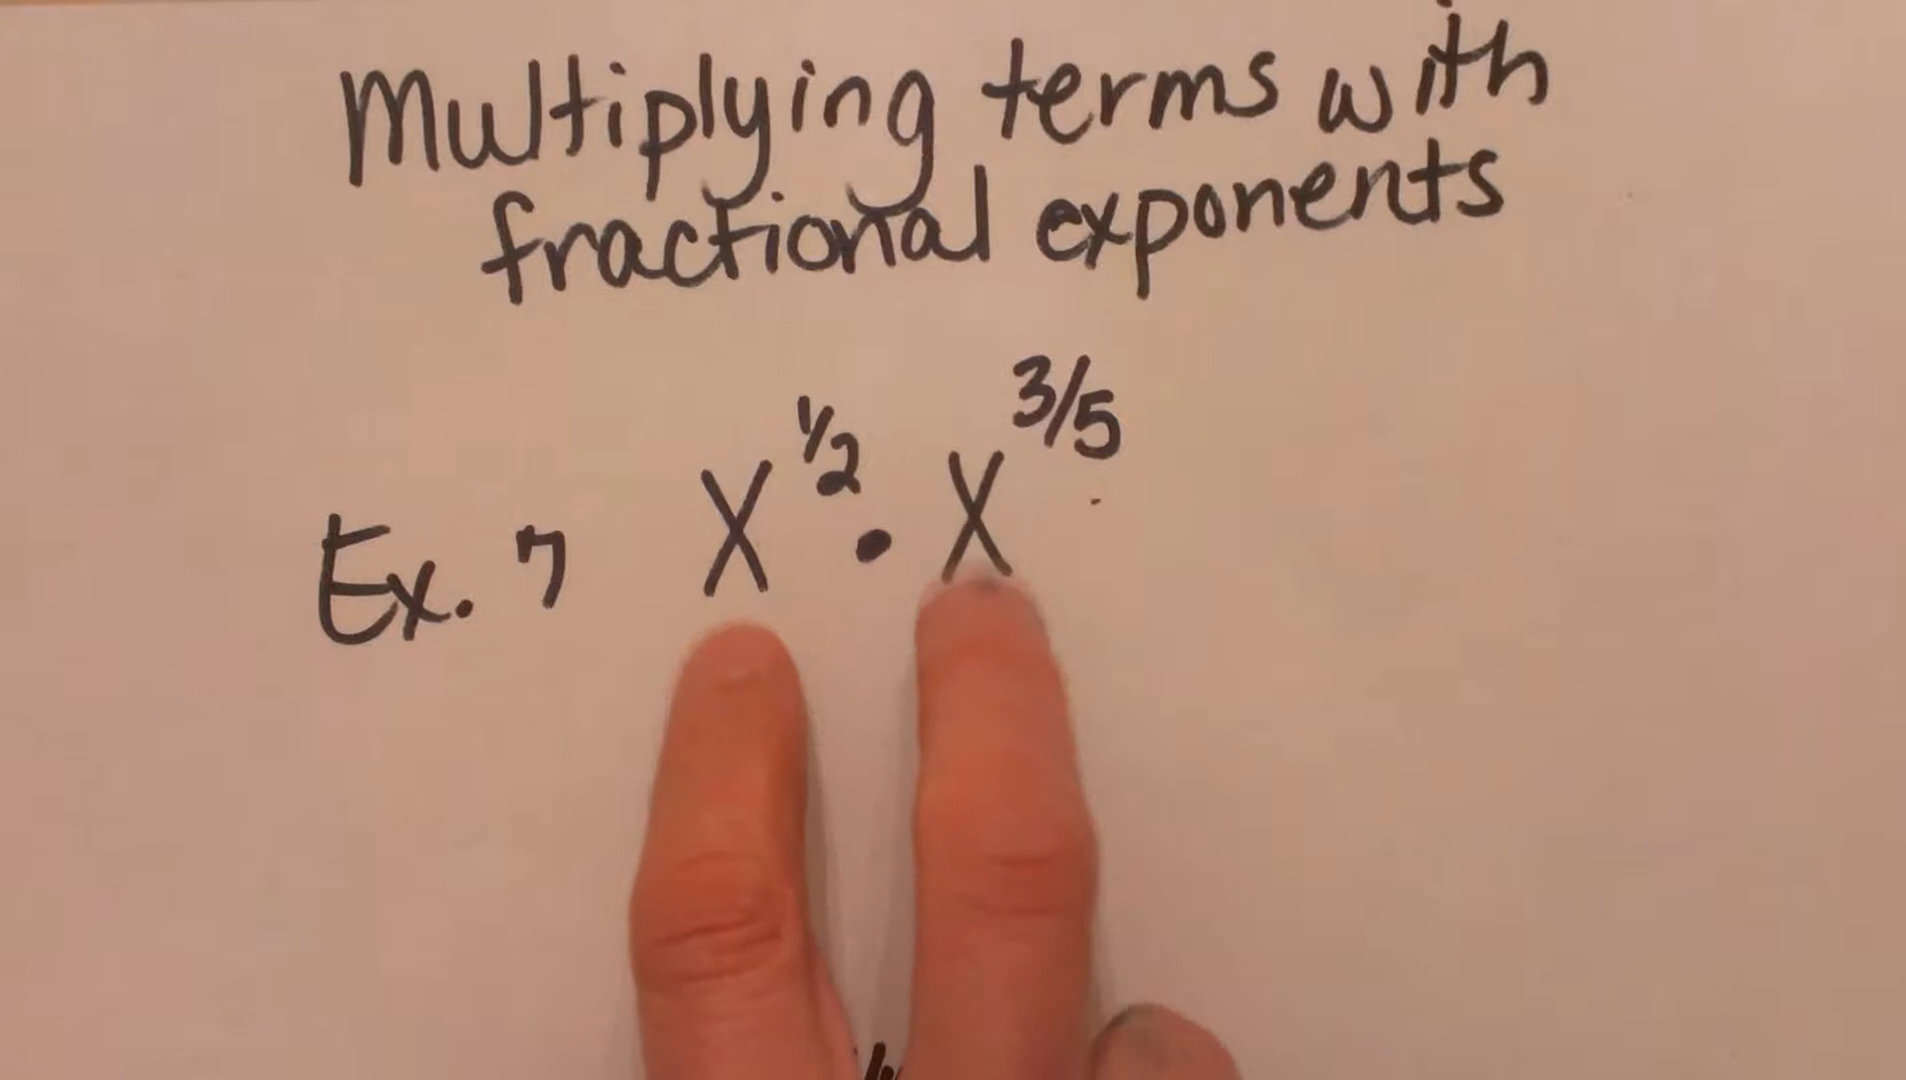 Multiplying terms with
fractional exponents
Ex. 7 X^{1/2} · X^{3/5}